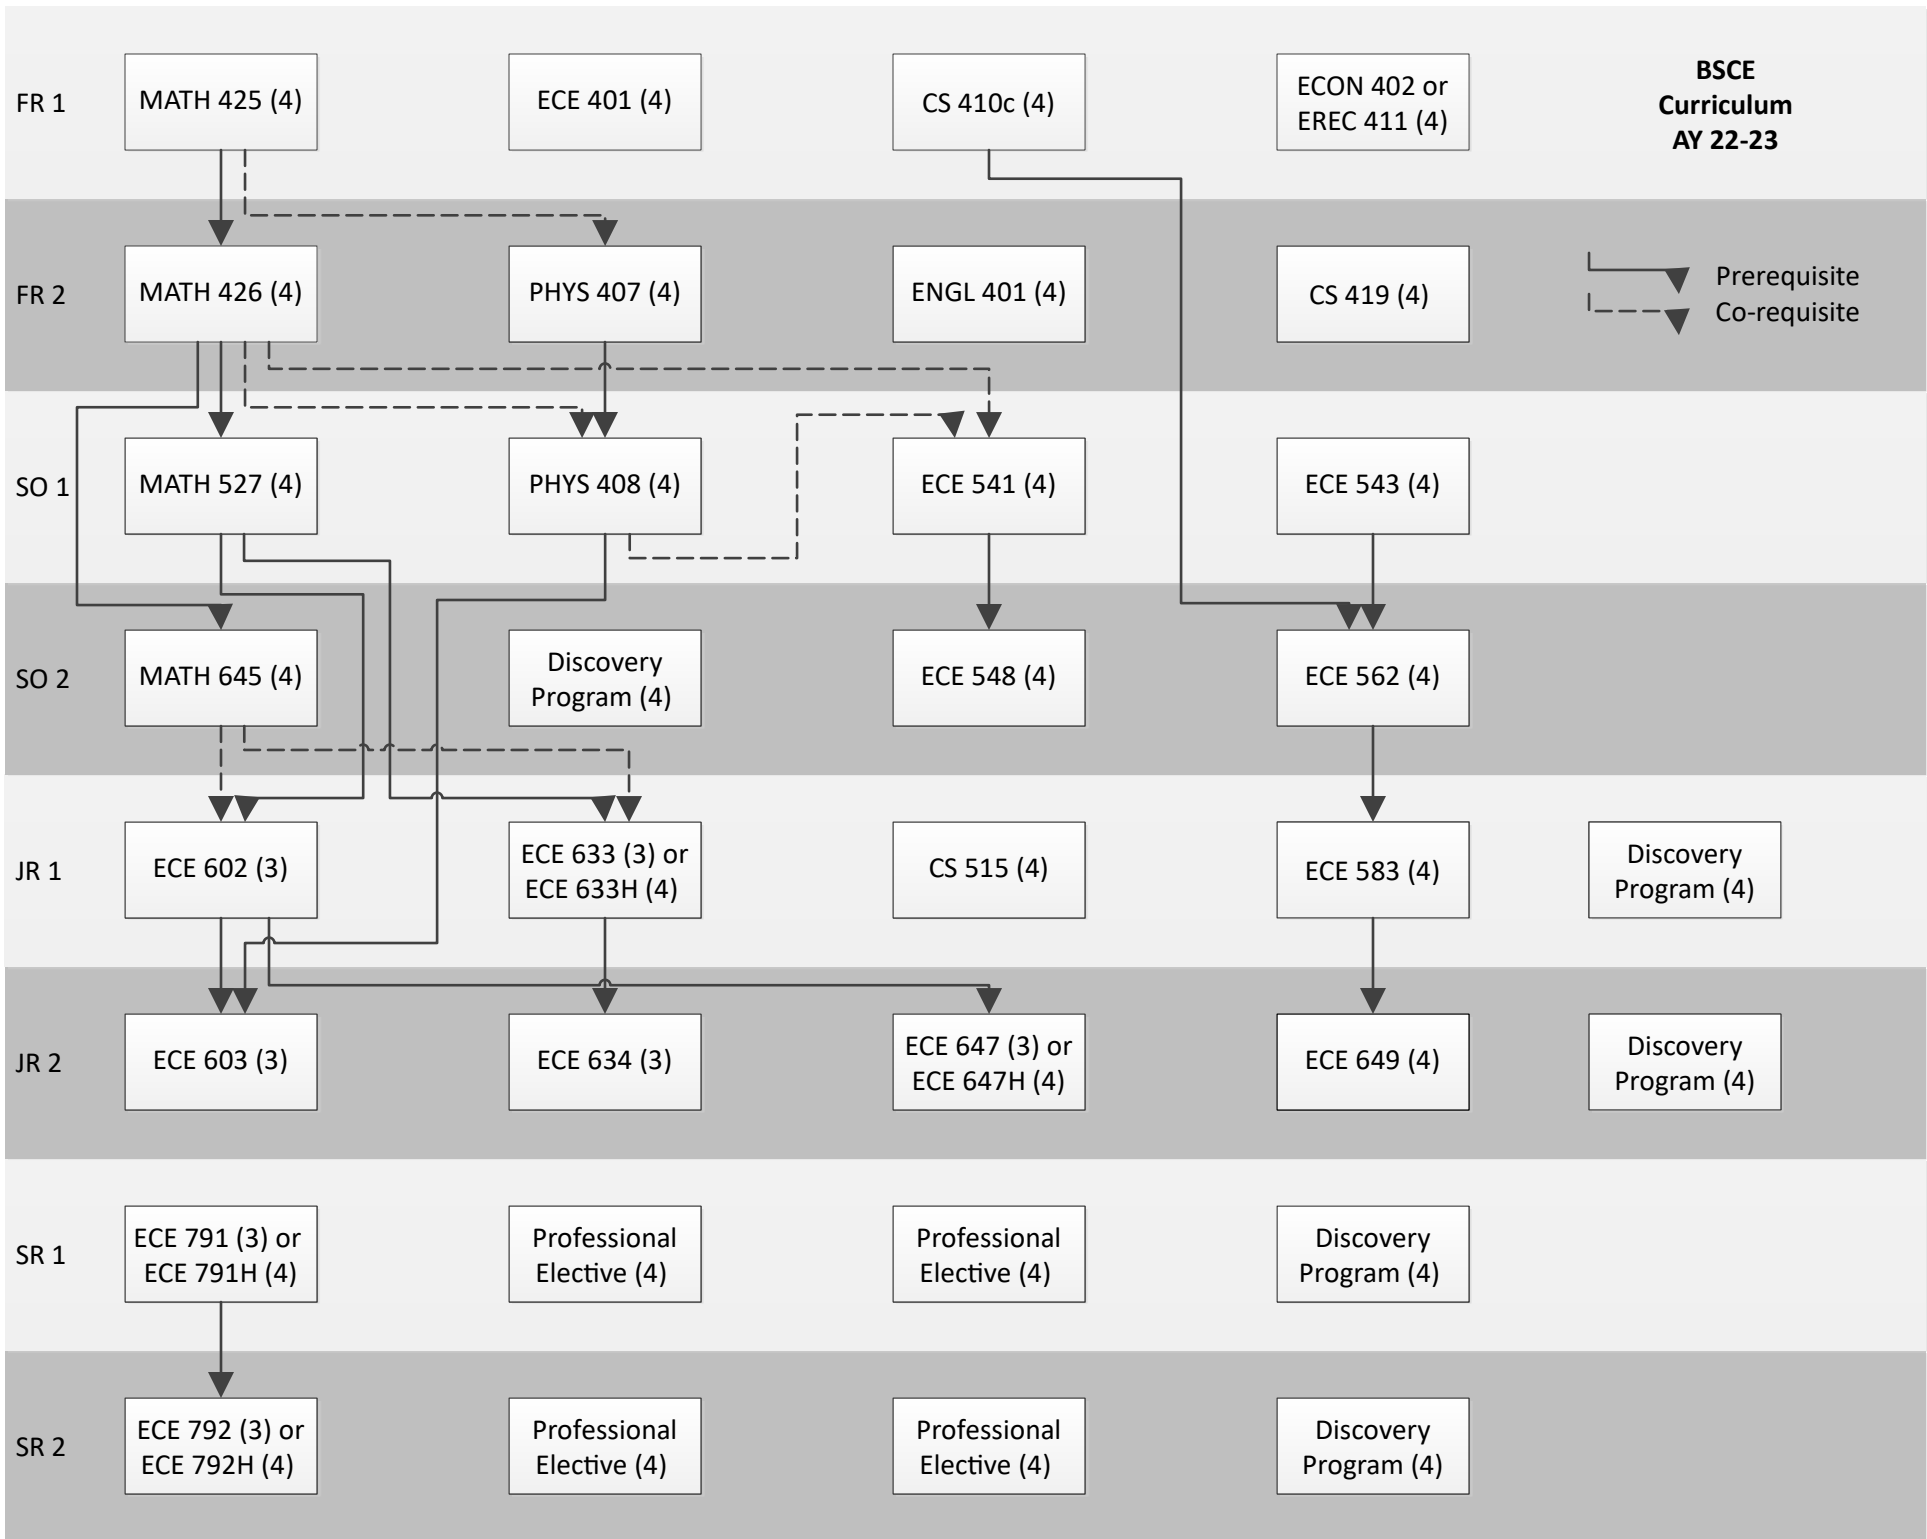 FR 1
MATH 425 (4)
ECE 401 (4)
CS 410c (4)
ECON 402 or
EREC 411 (4)
BSCE
Curriculum
AY 22-23
FR 2
MATH 426 (4)
PHYS 407 (4)
ENGL 401 (4)
CS 419 (4)
Prerequisite
Co-requisite
SO 1
MATH 527 (4)
PHYS 408 (4)
ECE 541 (4)
ECE 543 (4)
SO 2
MATH 645 (4)
Discovery
Program (4)
ECE 548 (4)
ECE 562 (4)
JR 1
ECE 602 (3)
ECE 633 (3) or
ECE 633H (4)
CS 515 (4)
ECE 583 (4)
Discovery
Program (4)
JR 2
ECE 603 (3)
ECE 634 (3)
ECE 647 (3) or
ECE 647H (4)
ECE 649 (4)
Discovery
Program (4)
SR 1
ECE 791 (3) or
ECE 791H (4)
Professional
Elective (4)
Professional
Elective (4)
Discovery
Program (4)
SR 2
ECE 792 (3) or
ECE 792H (4)
Professional
Elective (4)
Professional
Elective (4)
Discovery
Program (4)